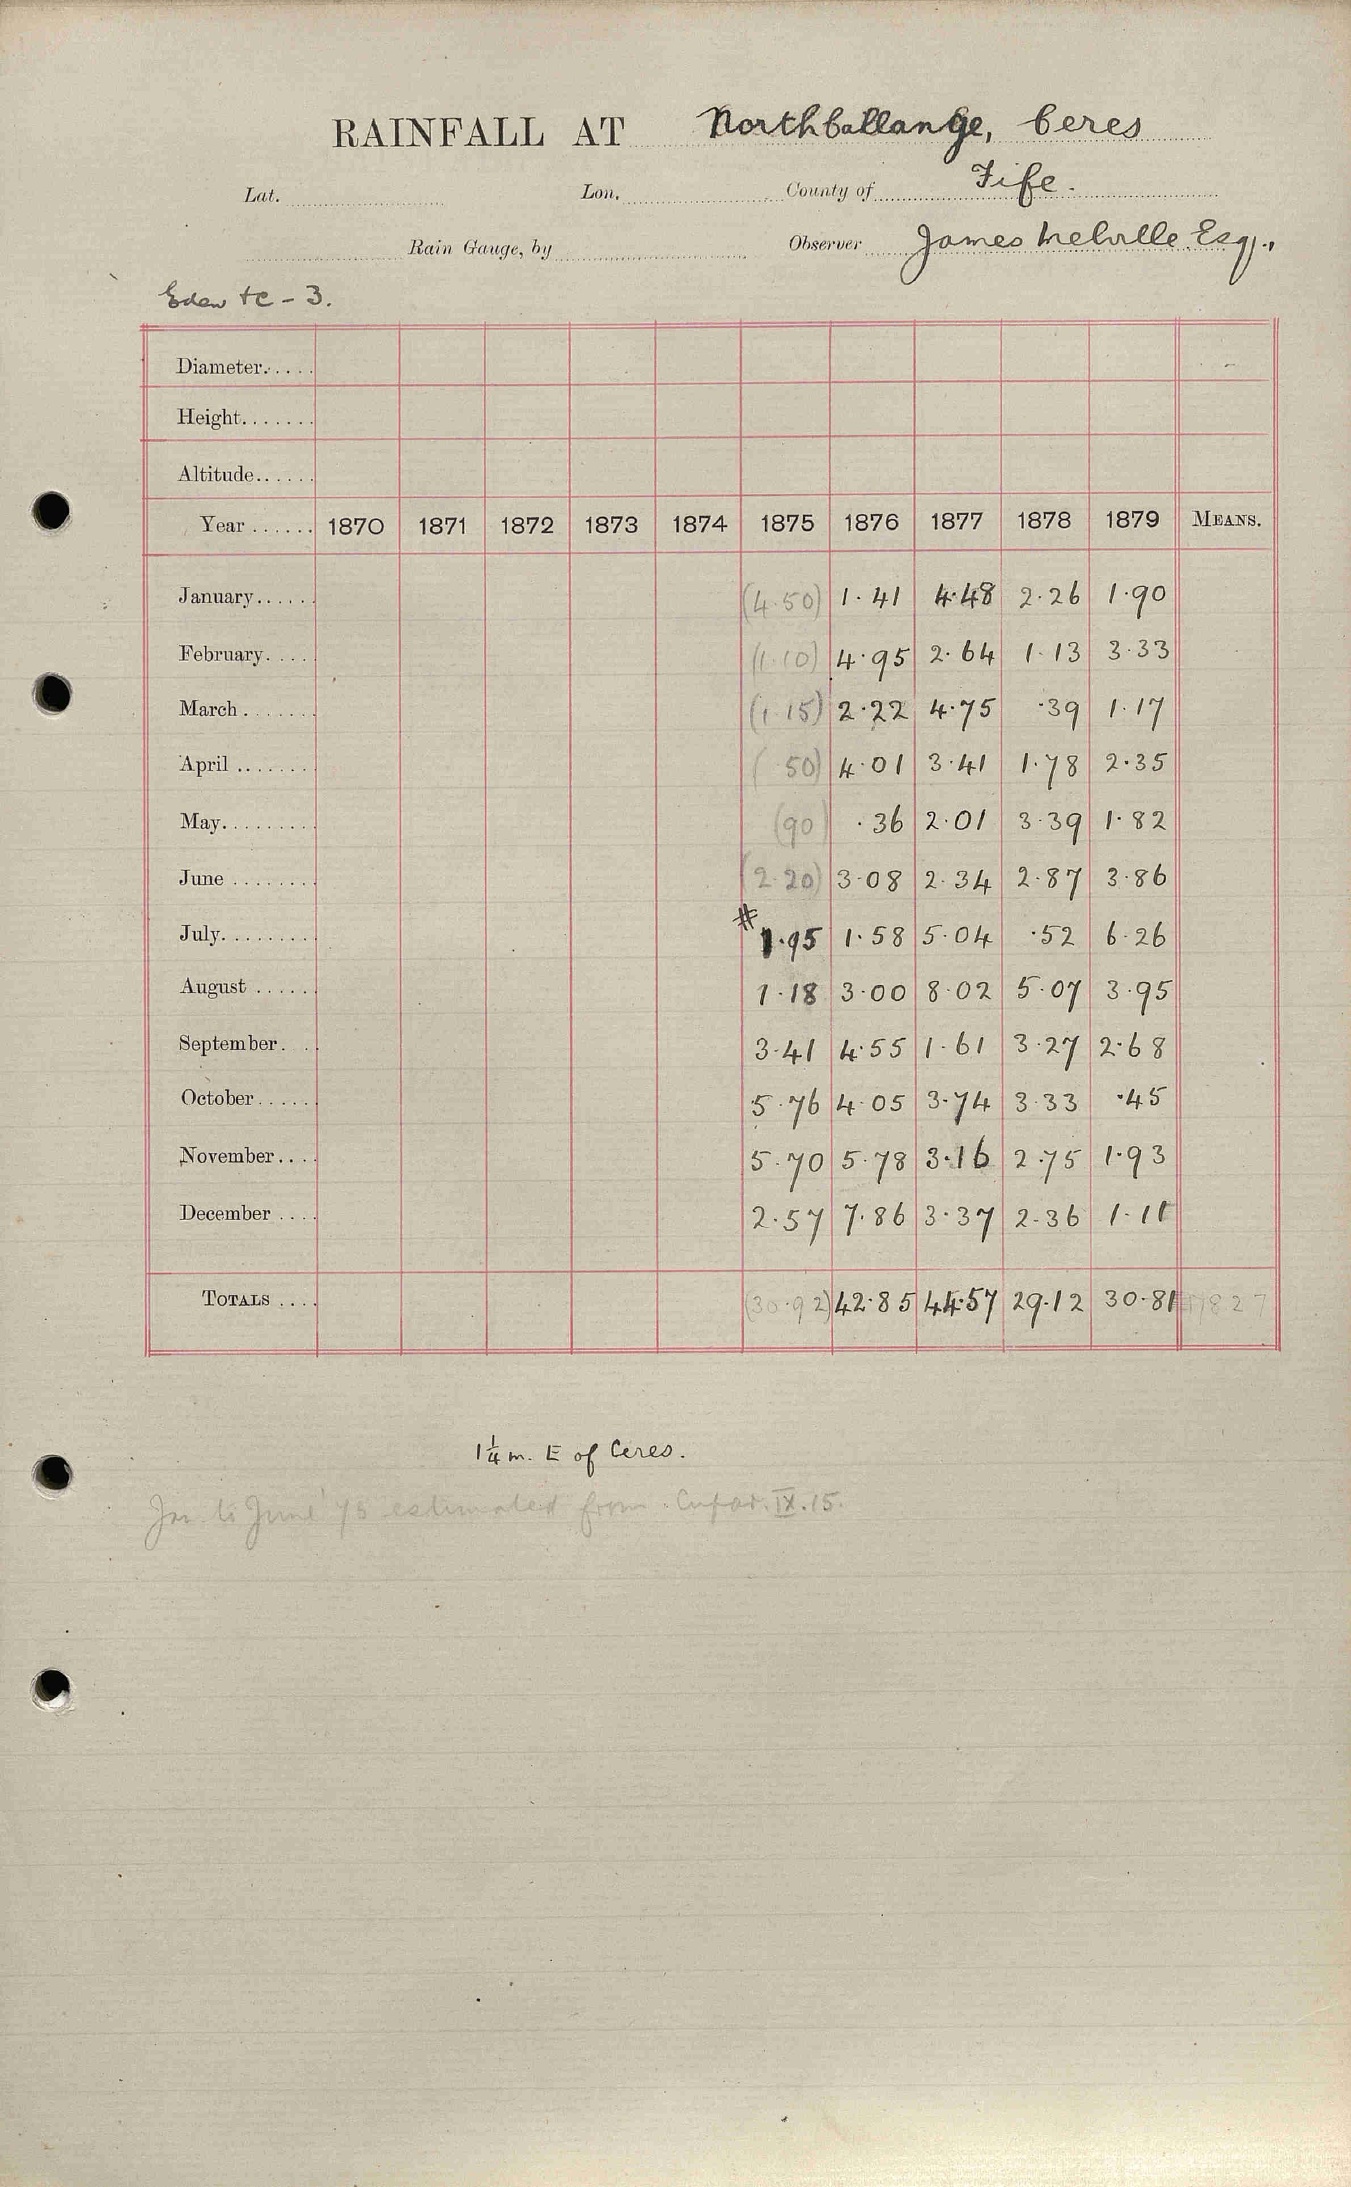 RAINFALL AT Northballange, Ceres
Lat. Lon. County of Fife.
Rain Gauge, by Observer James Melville Esq.,
Eden &c - 3.
Diameter
Height
Altitude
Year 1870 1871 1872 1873 1874 1875 1876 1877 1878 1879 MEANS.
January (4.50) 1.41 4.48 2.26 1.90
February (1.10) 4.95 2.64 1.13 3.33
March (1.15) 2.22 4.75 .39 1.17
April (.50) 4.01 3.41 1.78 2.35
May (90) .36 2.01 3.39 1.82
June (2.20) 3.08 2.34 2.87 3.86
July # 1.95 1.58 5.04 .52 6.26
August 1.18 3.00 8.02 5.07 3.95
September 3.41 4.55 1.61 3.27 2.68
October 5.76 4.05 3.74 3.33 .45
November 5.70 5.78 3.16 2.75 1.93
December 2.57 7.86 3.37 2.36 1.11
TOTALS (30.92) 42.85 44.57 29.12 30.81
1¼ m. E of Ceres.
Jan to June '75 estimated from Cupar. IX.15.